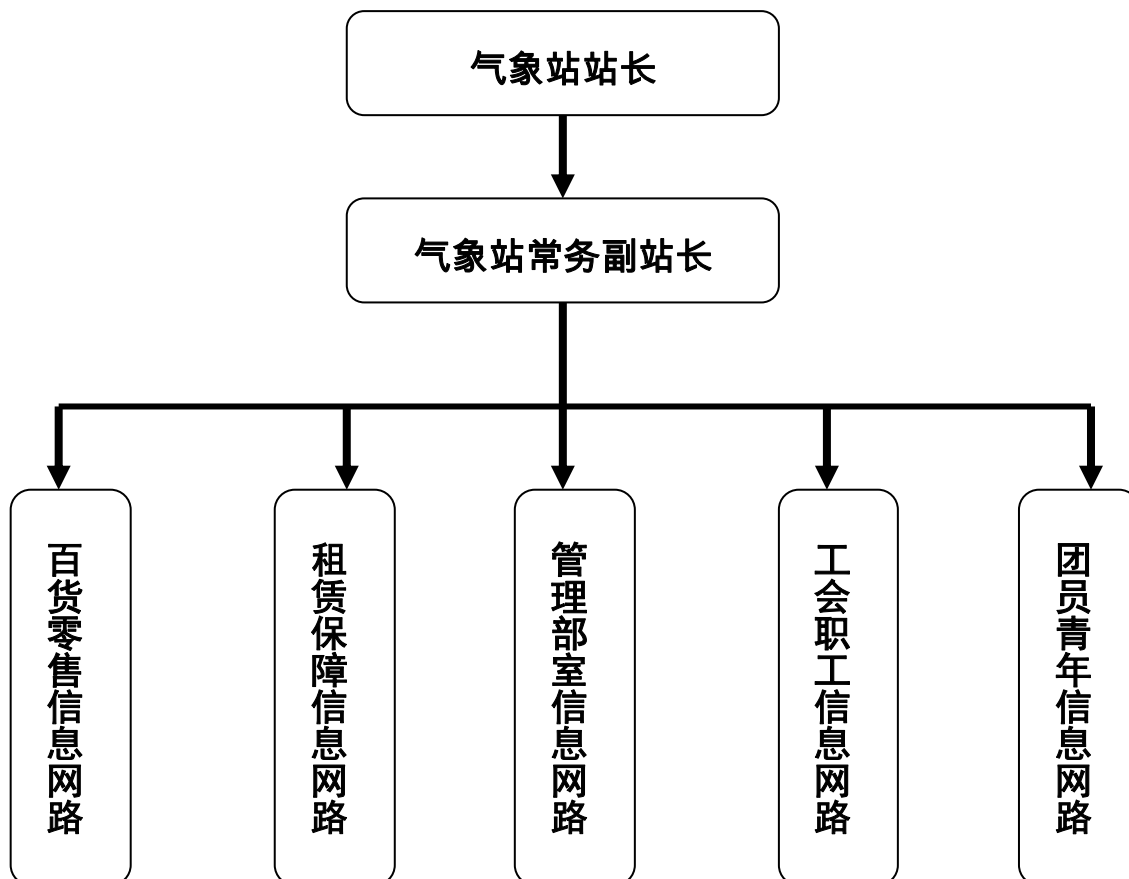 气象站站长
气象站常务副站长
百货零售信息网路
租赁保障信息网路
管理部室信息网路
工会职工信息网路
团员青年信息网路